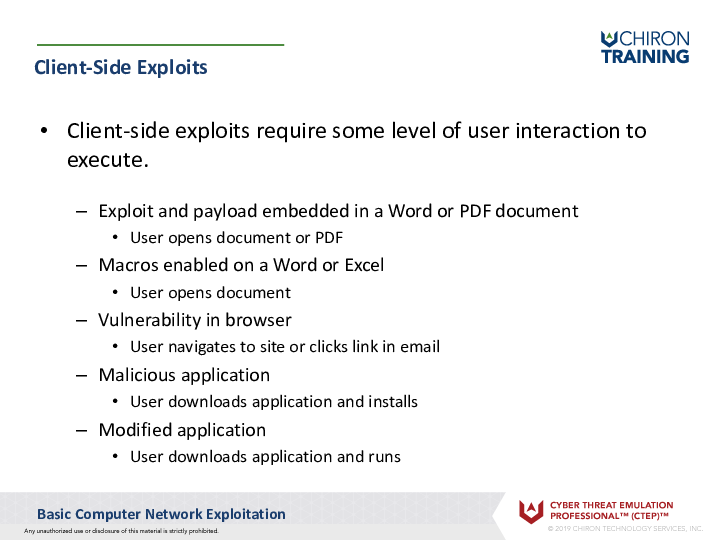 CHIRON
TRAINING
Client-Side Exploits
• Client-side exploits require some level of user interaction to
execute.
– Exploit and payload embedded in a Word or PDF document
• User opens document or PDF
– Macros enabled on a Word or Excel
• User opens document
– Vulnerability in browser
• User navigates to site or clicks link in email
– Malicious application
• User downloads application and installs
– Modified application
• User downloads application and runs
Basic Computer Network Exploitation
CYBER THREAT EMULATION
PROFESSIONAL™ (CTEP)™
Any unauthorized use or disclosure of this material is strictly prohibited.
© 2019 CHIRON TECHNOLOGY SERVICES, INC.